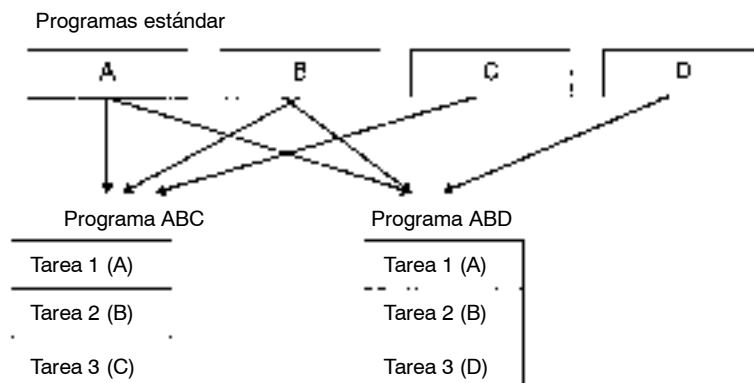 Programas estándar
A B C D
Programa ABC Programa ABD
Tarea 1 (A) Tarea 1 (A)
Tarea 2 (B) Tarea 2 (B)
Tarea 3 (C) Tarea 3 (D)